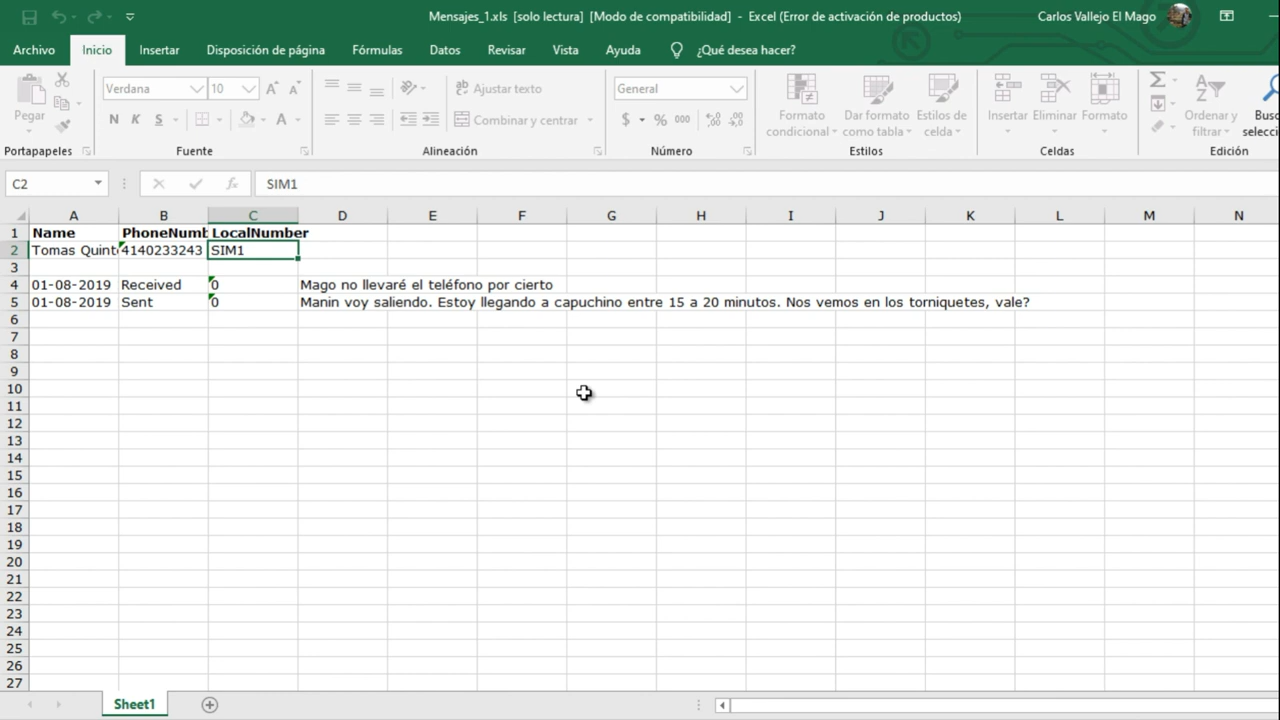 Mensajes_1.xls [solo lectura] [Modo de compatibilidad] - Excel (Error de activación de productos) Carlos Vallejo El Mago
Archivo Inicio Insertar Disposición de página Fórmulas Datos Revisar Vista Ayuda ¿Qué desea hacer?
Verdana 10 Ajustar texto General
Pegar N K S Combinar y centrar $ % 000 Formato condicional Dar formato como tabla Estilos de celda Eliminar Ordenar y filtrar
Portapapeles Fuente Alineación Número Estilos Celdas Edición
C2 fx SIM1
A B C D E F G H I J K L M N
1 Name PhoneNumb LocalNumber
2 Tomas Quint 4140233243 SIM1
3
4 01-08-2019 Received 0 Mago no llevaré el teléfono por cierto
5 01-08-2019 Sent 0 Manin voy saliendo. Estoy llegando a capuchino entre 15 a 20 minutos. Nos vemos en los torniquetes, vale?
6
7
8
9
10
11
12
13
14
15
16
17
18
19
20
21
22
23
24
25
26
27
Sheet1